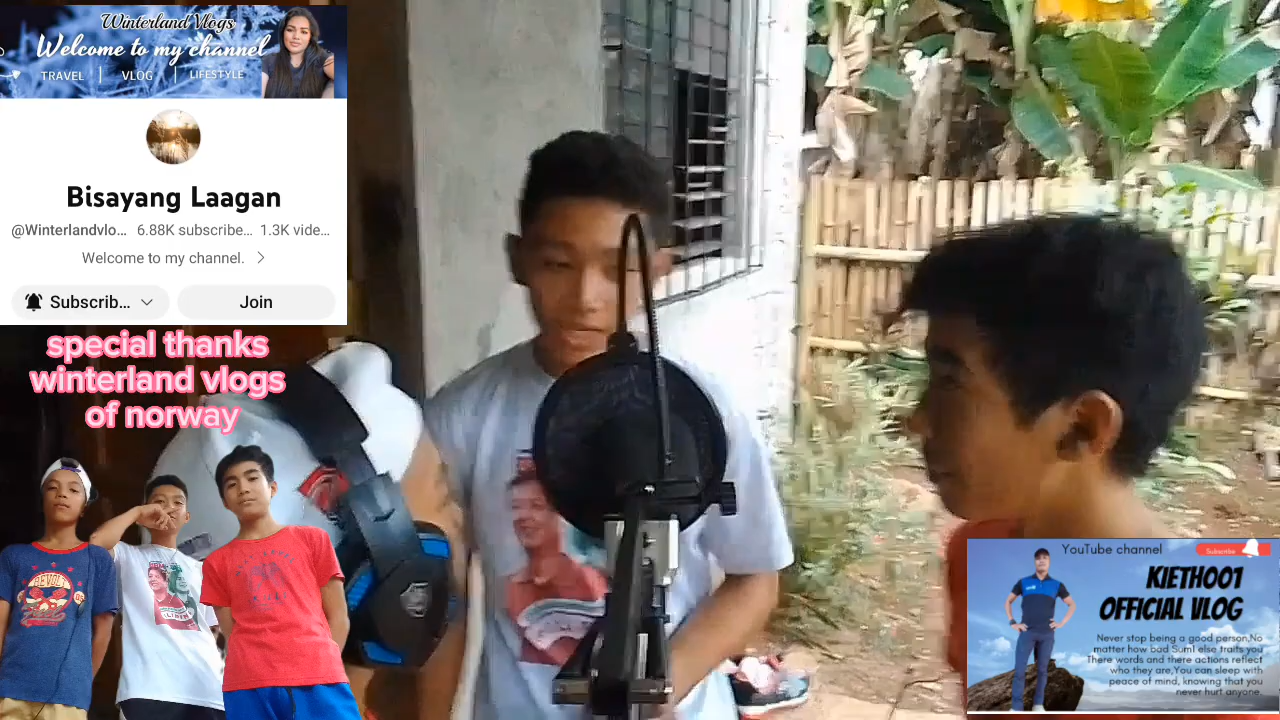 Winterland Vlogs
Welcome to my channel
TRAVEL | VLOG | LIFESTYLE
Bisayang Laagan
@Winterlandvlo... 6.88K subscribe... 1.3K vide...
Welcome to my channel.
Subscrib...
Join
special thanks
winterland vlogs
of norway
REVOLT
YouTube channel
Subscribe
KIETH001
OFFICIAL VLOG
Never stop being a good person,No
matter how bad Suml else traits you
There words and there actions reflect
who they are,You can sleep with
peace of mind, knowing that you
never hurt anyone.